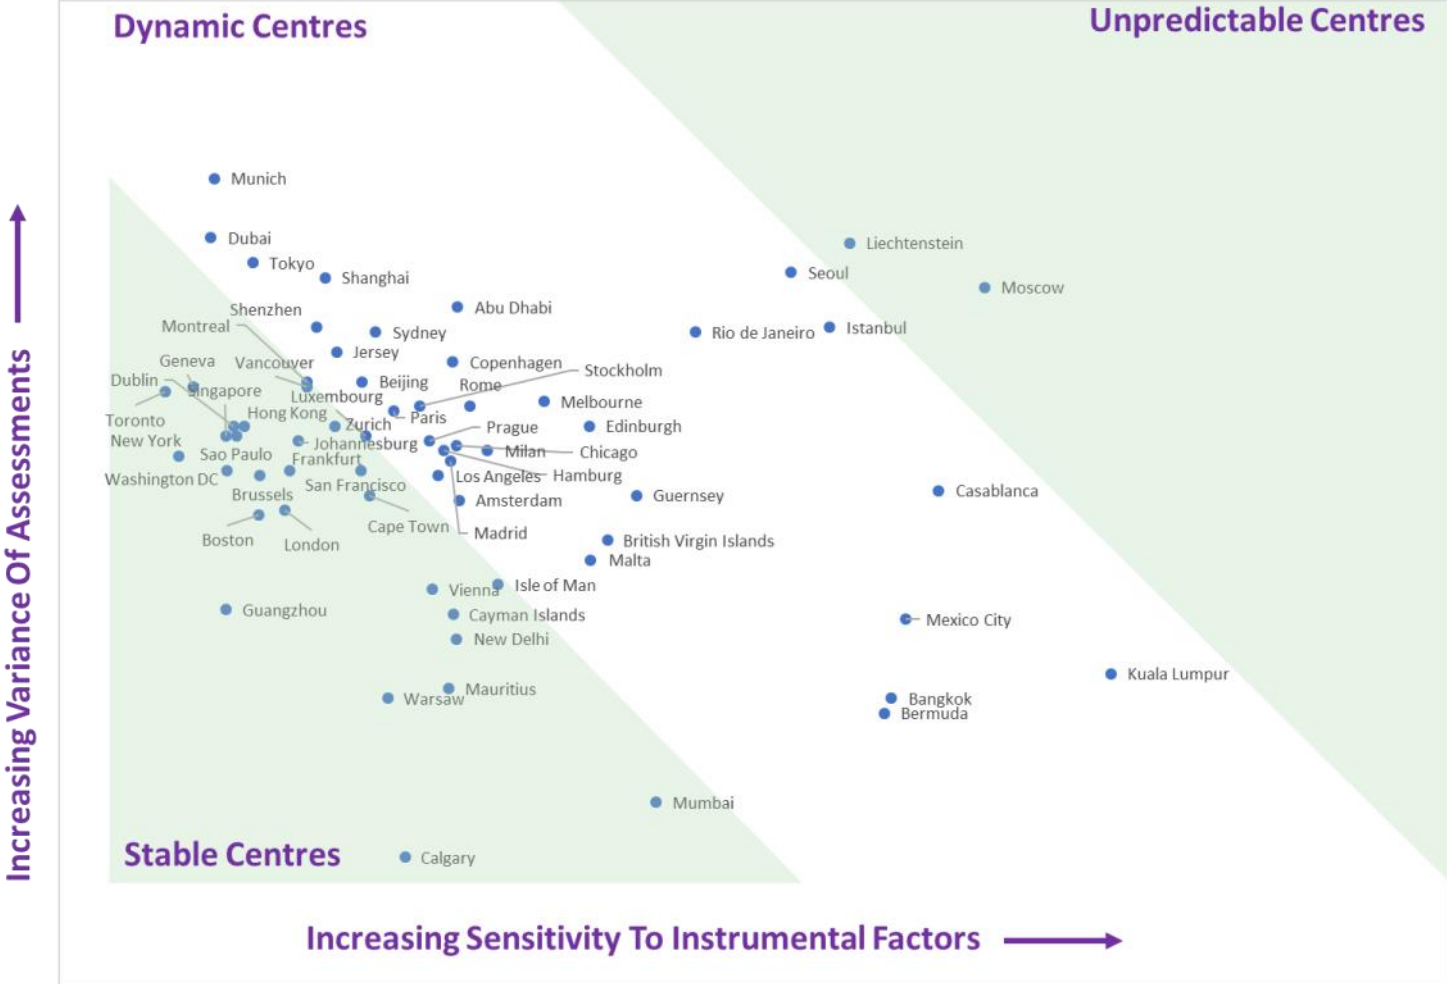 Dynamic Centres
Unpredictable Centres
Increasing Variance Of Assessments
Munich
Dubai
Liechtenstein
Tokyo
Seoul
Shanghai
Moscow
Abu Dhabi
Shenzhen
Montreal
Istanbul
Sydney
Rio de Janeiro
Jersey
Geneva
Vancouver
Copenhagen
Stockholm
Dublin
Beijing
Rome
Singapore
Luxembourg
Melbourne
Hong Kong
Paris
Toronto
Zurich
Prague
Edinburgh
New York
Johannesburg
Milan
Chicago
Sao Paulo
Frankfurt
Washington DC
San Francisco
Los Angeles
Hamburg
Brussels
Amsterdam
Guernsey
Casablanca
Cape Town
Madrid
Boston
London
British Virgin Islands
Malta
Vienna
Isle of Man
Guangzhou
Cayman Islands
Mexico City
New Delhi
Kuala Lumpur
Mauritius
Warsaw
Bangkok
Bermuda
Mumbai
Stable Centres
Calgary
Increasing Sensitivity To Instrumental Factors